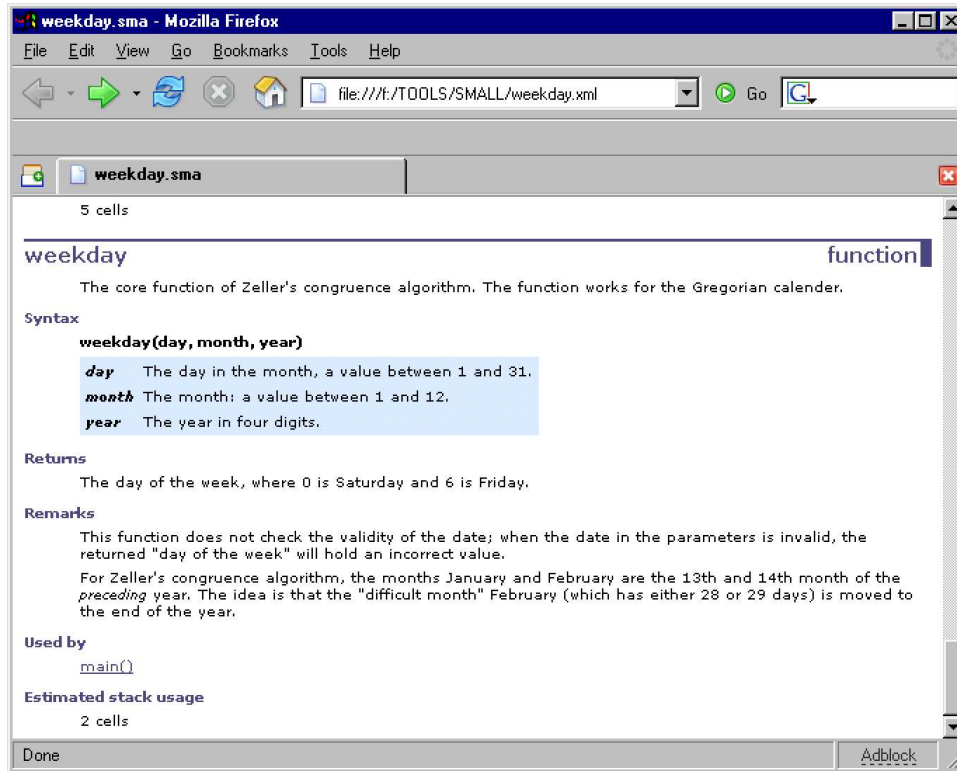 weekday.sma - Mozilla Firefox
File Edit View Go Bookmarks Tools Help
file:///f:/TOOLS/SMALL/weekday.xml Go G
weekday.sma
5 cells
weekday function
The core function of Zeller's congruence algorithm. The function works for the Gregorian calender.
Syntax
weekday(day, month, year)
day The day in the month, a value between 1 and 31.
month The month: a value between 1 and 12.
year The year in four digits.
Returns
The day of the week, where 0 is Saturday and 6 is Friday.
Remarks
This function does not check the validity of the date; when the date in the parameters is invalid, the
returned "day of the week" will hold an incorrect value.
For Zeller's congruence algorithm, the months January and February are the 13th and 14th month of the
preceding year. The idea is that the "difficult month" February (which has either 28 or 29 days) is moved to
the end of the year.
Used by
main()
Estimated stack usage
2 cells
Done Adblock